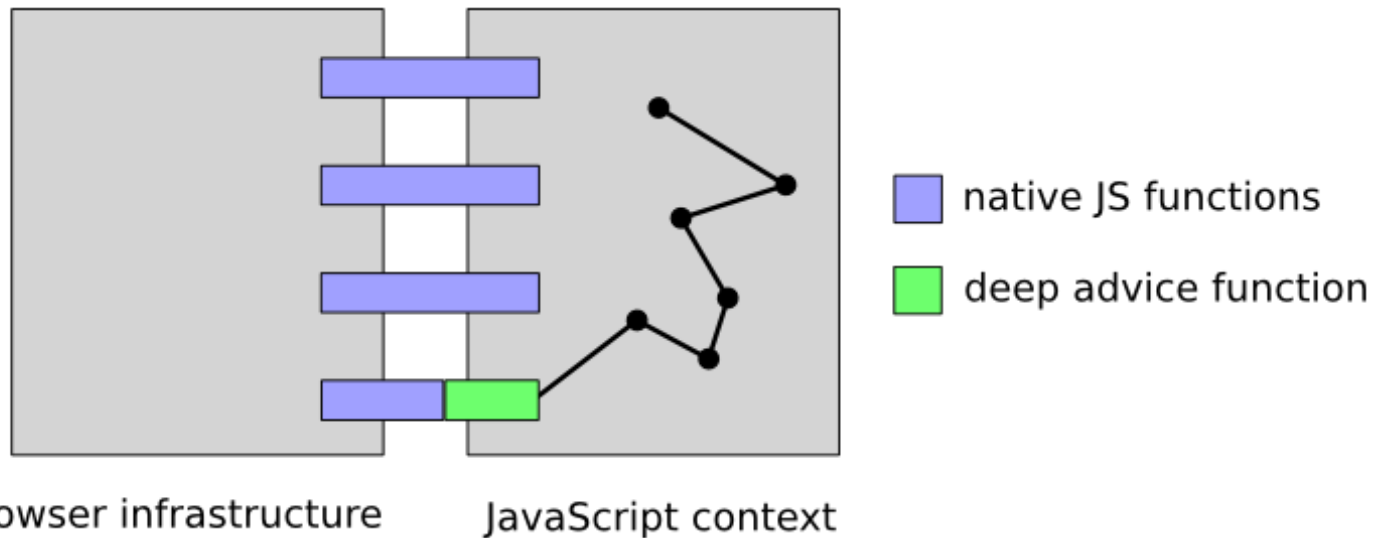 native JS functions
deep advice function
owser infrastructure
JavaScript context